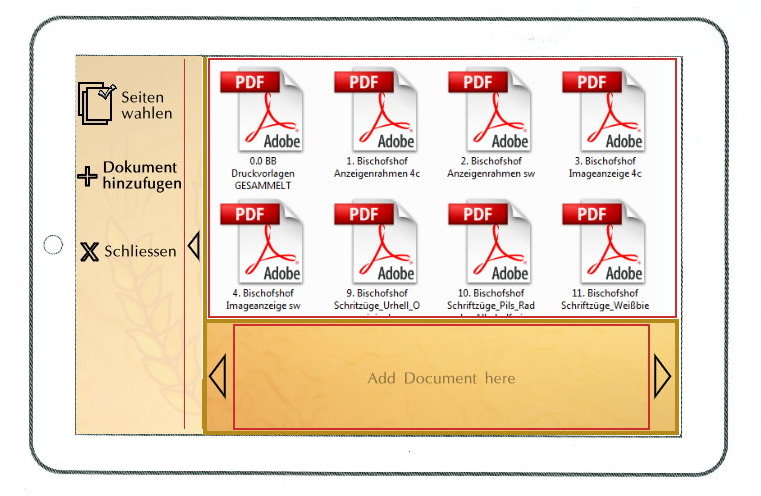 Seiten
wahlen
Dokument
hinzufugen
X Schliessen
PDF PDF PDF PDF
Adobe Adobe Adobe Adobe
0.0 BB
Druckvorlagen
GESAMMELT
1. Bischofshof
Anzeigenrahmen 4c
2. Bischofshof
Anzeigenrahmen sw
3. Bischofshof
Imageanzeige 4c
PDF PDF PDF PDF
Adobe Adobe Adobe Adobe
4. Bischofshof
Imageanzeige sw
9. Bischofshof
Schritzüge_Urhell_O
10. Bischofshof
Schriftzüge_Pils_Rad
11. Bischofshof
Schriftzüge_Weißbie
Add Document here